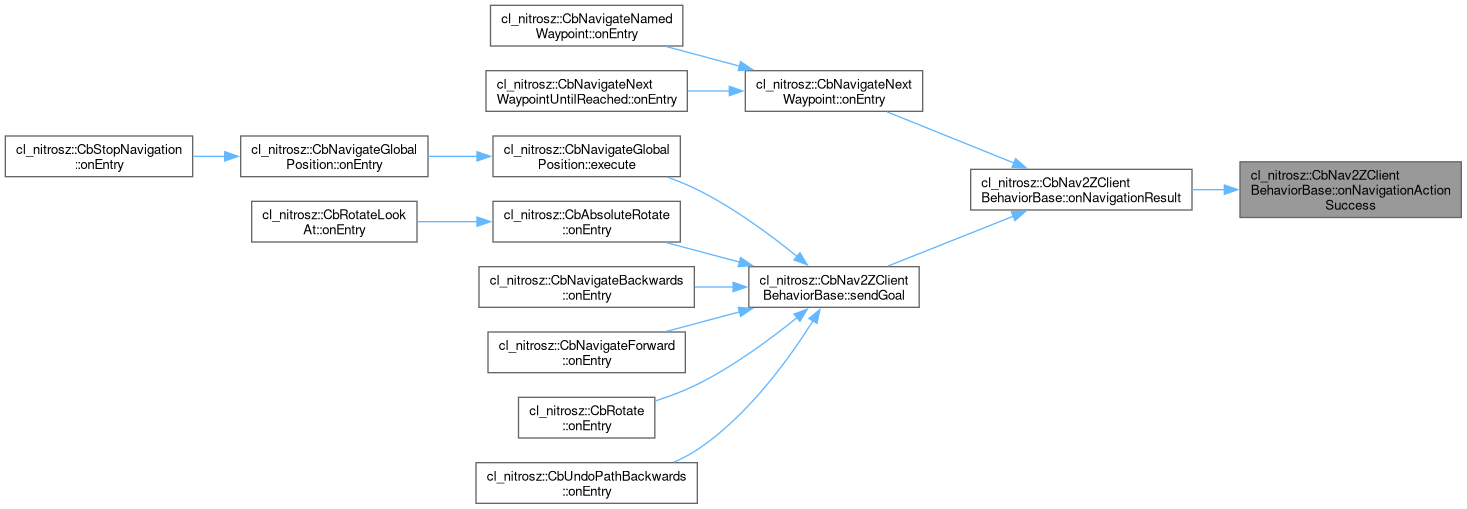 cl_nitrosz::CbNavigateNamed
Waypoint::onEntry
cl_nitrosz::CbNavigateNext
WaypointUntilReached::onEntry
cl_nitrosz::CbNavigateNext
Waypoint::onEntry
cl_nitrosz::CbStopNavigation
::onEntry
cl_nitrosz::CbNavigateGlobal
Position::onEntry
cl_nitrosz::CbNavigateGlobal
Position::execute
cl_nitrosz::CbNav2ZClient
BehaviorBase::onNavigationResult
cl_nitrosz::CbNav2ZClient
BehaviorBase::onNavigationAction
Success
cl_nitrosz::CbRotateLook
At::onEntry
cl_nitrosz::CbAbsoluteRotate
::onEntry
cl_nitrosz::CbNavigateBackwards
::onEntry
cl_nitrosz::CbNav2ZClient
BehaviorBase::sendGoal
cl_nitrosz::CbNavigateForward
::onEntry
cl_nitrosz::CbRotate
::onEntry
cl_nitrosz::CbUndoPathBackwards
::onEntry